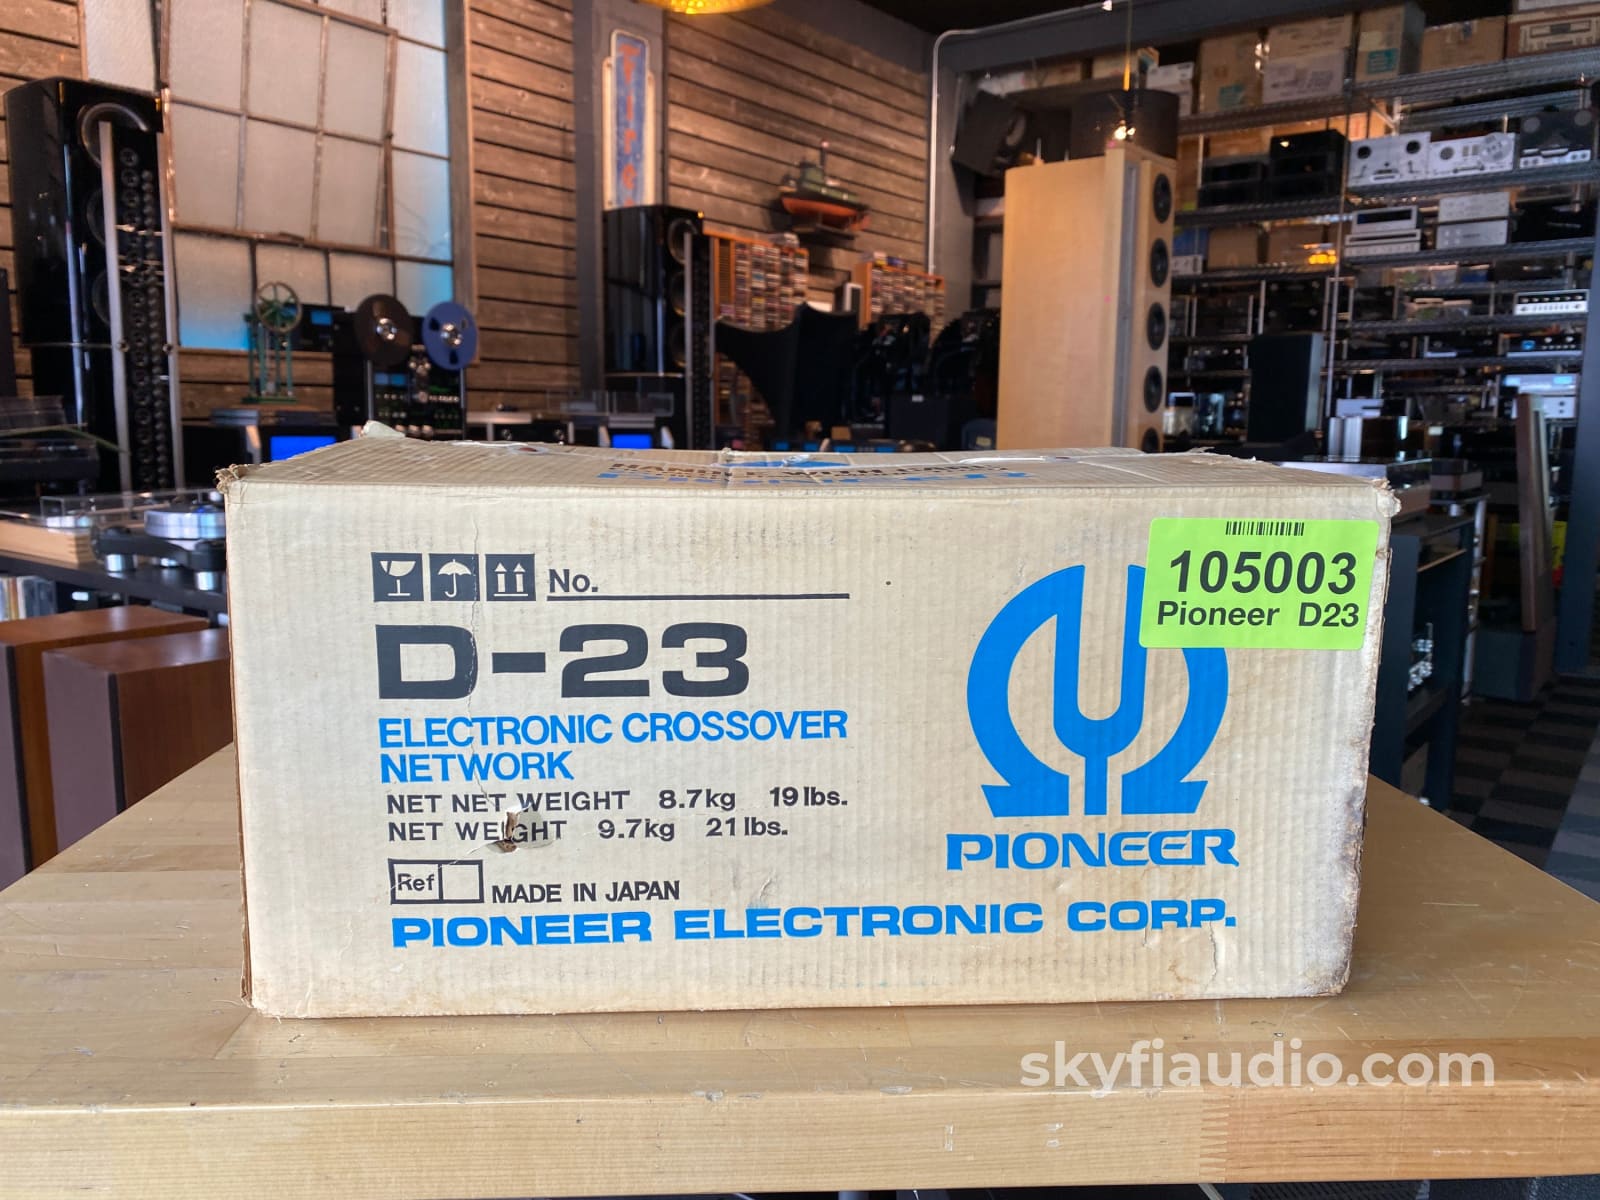 105003
Pioneer D23
No.
D-23
ELECTRONIC CROSSOVER
NETWORK
NET NET WEIGHT 8.7kg 19 lbs.
NET WEIGHT 9.7kg 21 lbs.
Ref
MADE IN JAPAN
PIONEER
PIONEER ELECTRONIC CORP.
skyfiaudio.com